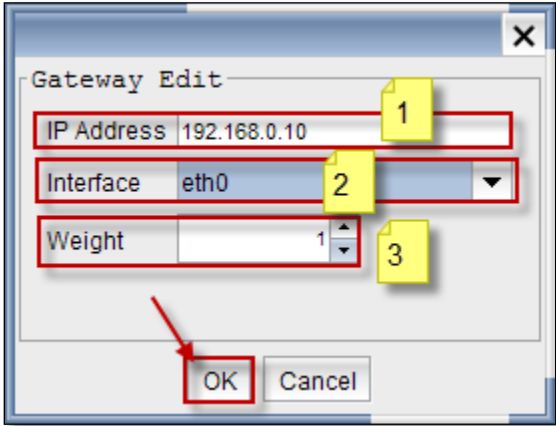 Gateway Edit
1
IP Address 192.168.0.10
Interface eth0
2
Weight 1
3
OK Cancel